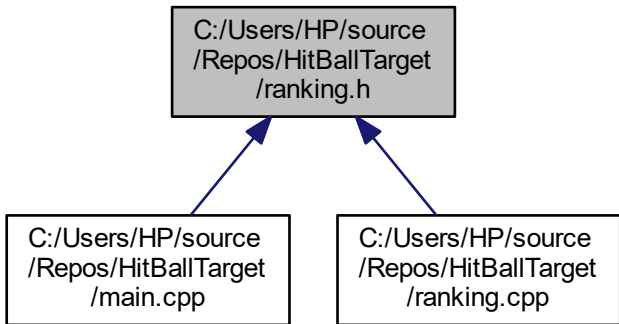 C:/Users/HP/source
/Repos/HitBallTarget
/ranking.h
C:/Users/HP/source
/Repos/HitBallTarget
/main.cpp
C:/Users/HP/source
/Repos/HitBallTarget
/ranking.cpp